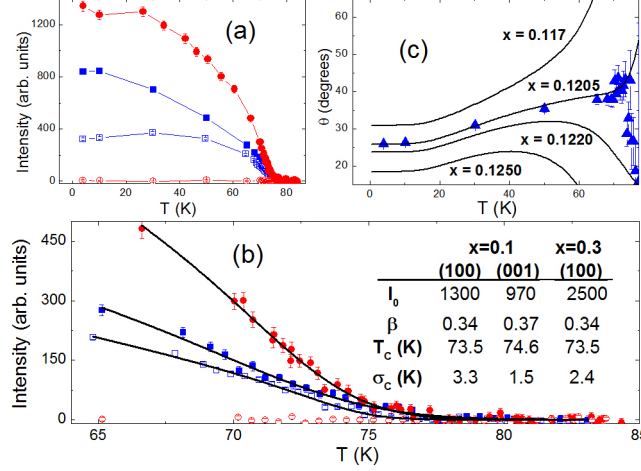 1200
800
400
0
Intensity (arb. units)
(a)
0
20
40
60
80
T (K)
60
50
40
30
20
θ (degrees)
(c)
x = 0.117
x = 0.1205
x = 0.1220
x = 0.1250
0
20
40
60
T (K)
450
300
150
0
Intensity (arb. units)
(b)
x=0.1 x=0.3
(100) (001) (100)
I₀ 1300 970 2500
β 0.34 0.37 0.34
T_C (K) 73.5 74.6 73.5
σ_C (K) 3.3 1.5 2.4
65
70
75
80
85
T (K)